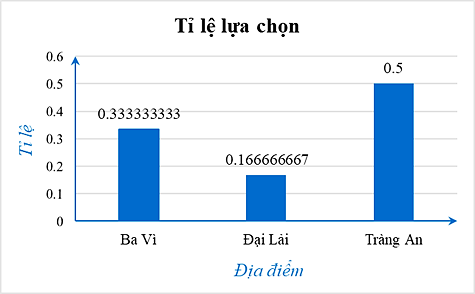 Tỉ lệ lựa chọn
Tỉ lệ
0.6
0.5
0.4
0.3
0.2
0.1
0
0.333333333
0.166666667
0.5
Ba Vì
Đại Lải
Tràng An
Địa điểm